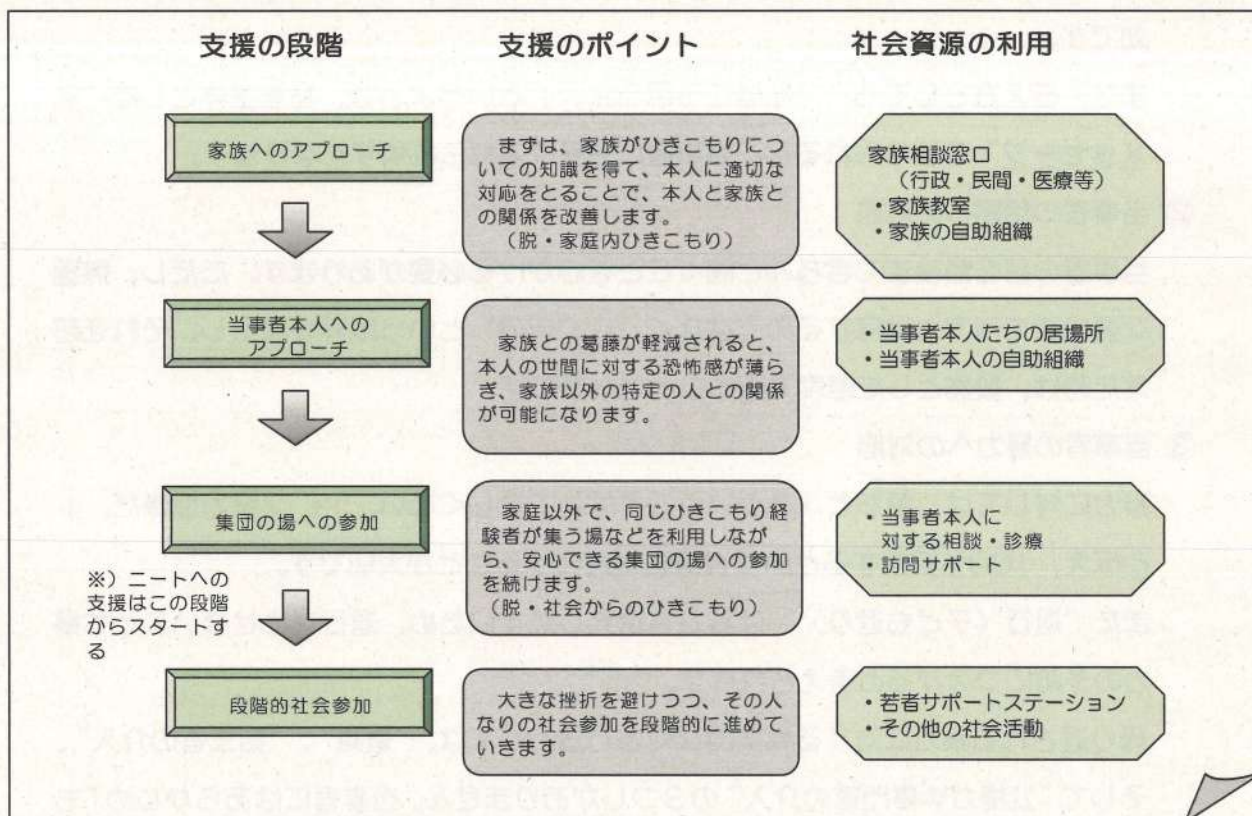 支援の段階
支援のポイント
社会資源の利用
家族へのアプローチ
まずは、家族がひきこもりについ
ての知識を得て、本人に適切な
対応をとることで、本人と家族と
の関係を改善します。
(脱・家庭内ひきこもり)
家族相談窓口
(行政・民間・医療等)
・家族教室
・家族の自助組織
当事者本人への
アプローチ
家族との葛藤が軽減されると、
本人の世間に対する恐怖感が薄ら
ぎ、家族以外の特定の人との関係
が可能になります。
・当事者本人たちの居場所
・当事者本人の自助組織
集団の場への参加
家庭以外で、同じひきこもり経
験者が集う場などを利用しなが
ら、安心できる集団の場への参加
を続けます。
(脱・社会からのひきこもり)
・当事者本人に
対する相談・診療
・訪問サポート
※)ニートへの
支援はこの段階
からスタートす
る
段階的社会参加
大きな挫折を避けつつ、その人
なりの社会参加を段階的に進めて
いきます。
・若者サポートステーション
・その他の社会活動